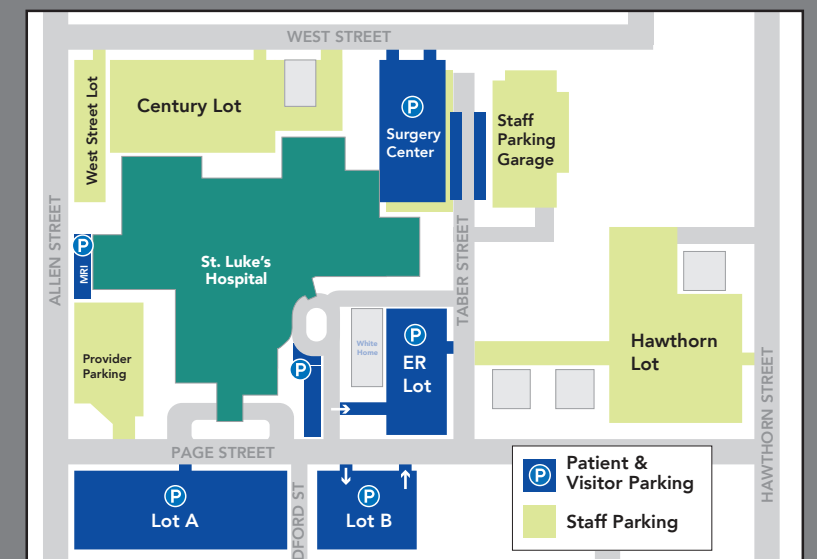 WEST STREET
West Street Lot
Century Lot
P
Surgery
Center
Staff
Parking
Garage
ALLEN STREET
P
MRI
St. Luke's
Hospital
TABER STREET
Provider
Parking
P
White
Home
P
ER
Lot
Hawthorn
Lot
HAWTHORN STREET
PAGE STREET
P
Lot A
DFORD ST
P
Lot B
P
Patient &
Visitor Parking
Staff Parking